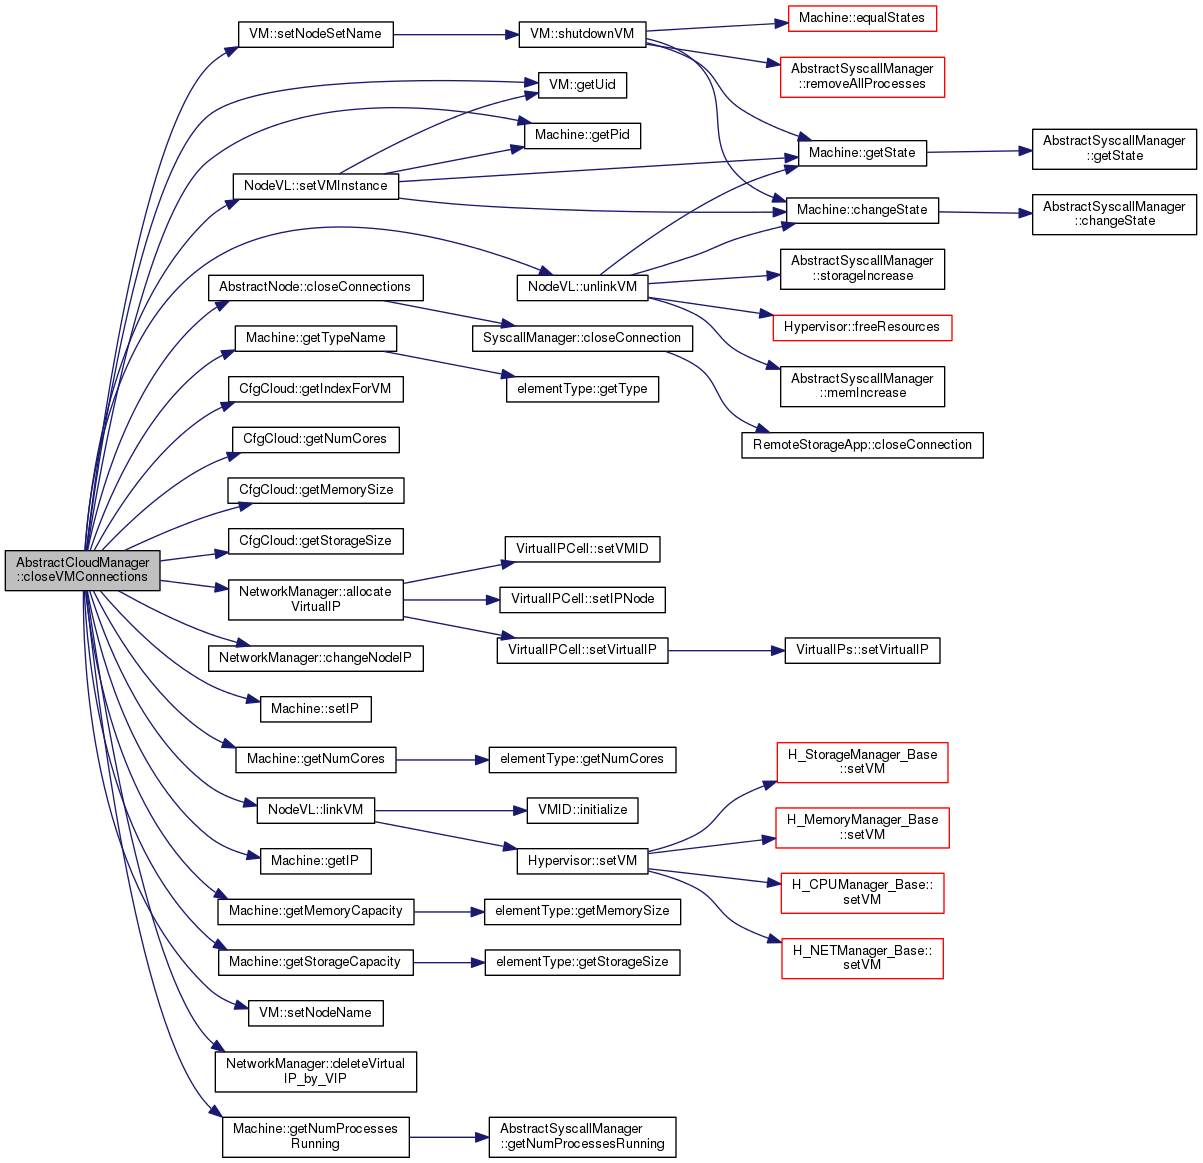 AbstractCloudManager
::closeVMConnections
VM::setNodeSetName
VM::shutdownVM
Machine::equalStates
AbstractSyscallManager
::removeAllProcesses
VM::getUid
Machine::getPid
Machine::getState
AbstractSyscallManager
::getState
NodeVL::setVMInstance
Machine::changeState
AbstractSyscallManager
::changeState
AbstractNode::closeConnections
NodeVL::unlinkVM
AbstractSyscallManager
::storageIncrease
Hypervisor::freeResources
Machine::getTypeName
SyscallManager::closeConnection
AbstractSyscallManager
::memIncrease
CfgCloud::getIndexForVM
elementType::getType
CfgCloud::getNumCores
RemoteStorageApp::closeConnection
CfgCloud::getMemorySize
CfgCloud::getStorageSize
VirtualIPCell::setVMID
NetworkManager::allocate
VirtualIP
VirtualIPCell::setIPNode
VirtualIPCell::setVirtualIP
VirtualIPs::setVirtualIP
NetworkManager::changeNodeIP
Machine::setIP
Machine::getNumCores
elementType::getNumCores
H_StorageManager_Base
::setVM
NodeVL::linkVM
VMID::initialize
H_MemoryManager_Base
::setVM
Machine::getIP
Hypervisor::setVM
H_CPUManager_Base::
setVM
Machine::getMemoryCapacity
elementType::getMemorySize
H_NETManager_Base::
setVM
Machine::getStorageCapacity
elementType::getStorageSize
VM::setNodeName
NetworkManager::deleteVirtual
IP_by_VIP
Machine::getNumProcesses
Running
AbstractSyscallManager
::getNumProcessesRunning